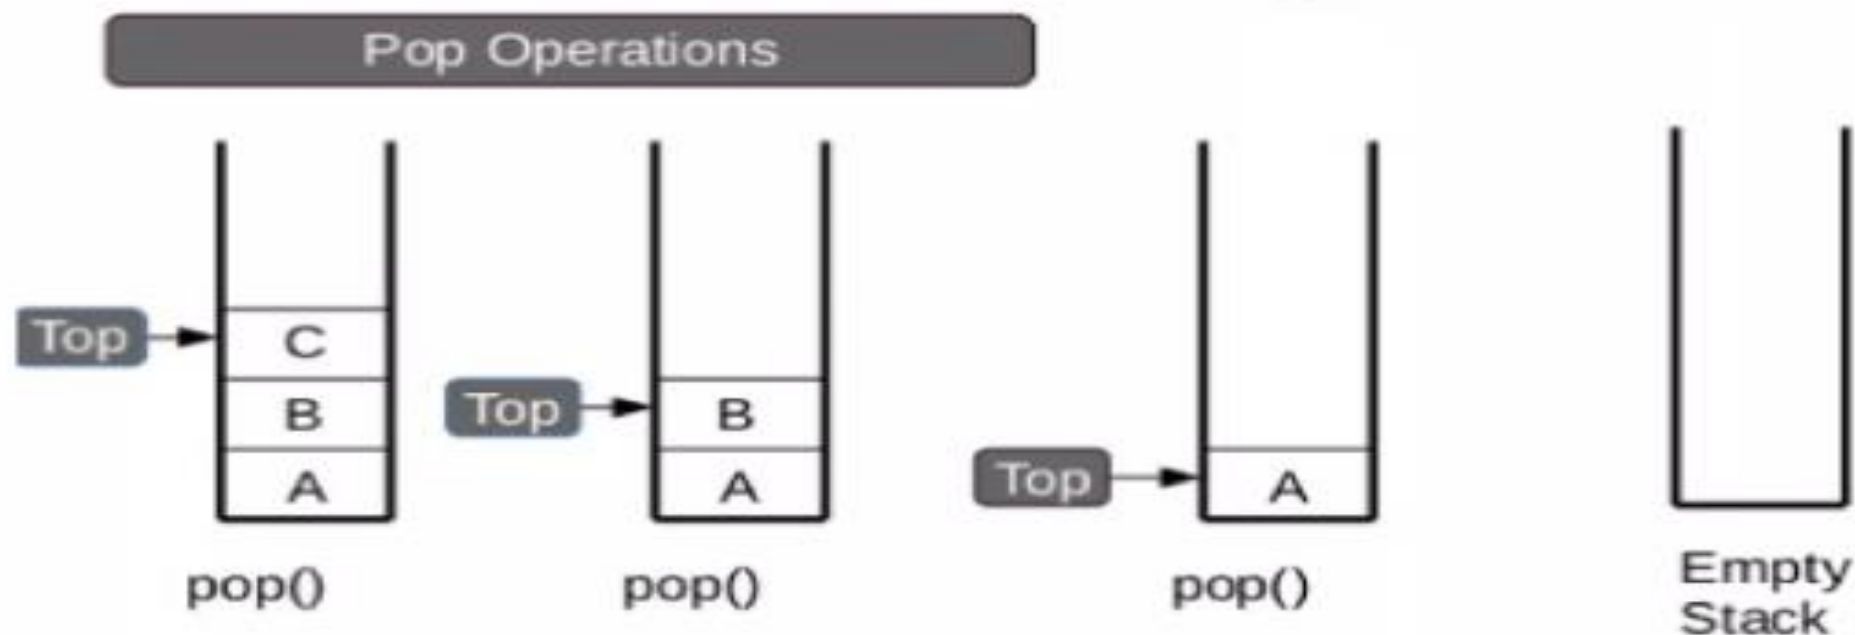 Pop Operations
Top
C
B
A
pop()
Top
B
A
pop()
Top
A
pop()
Empty
Stack